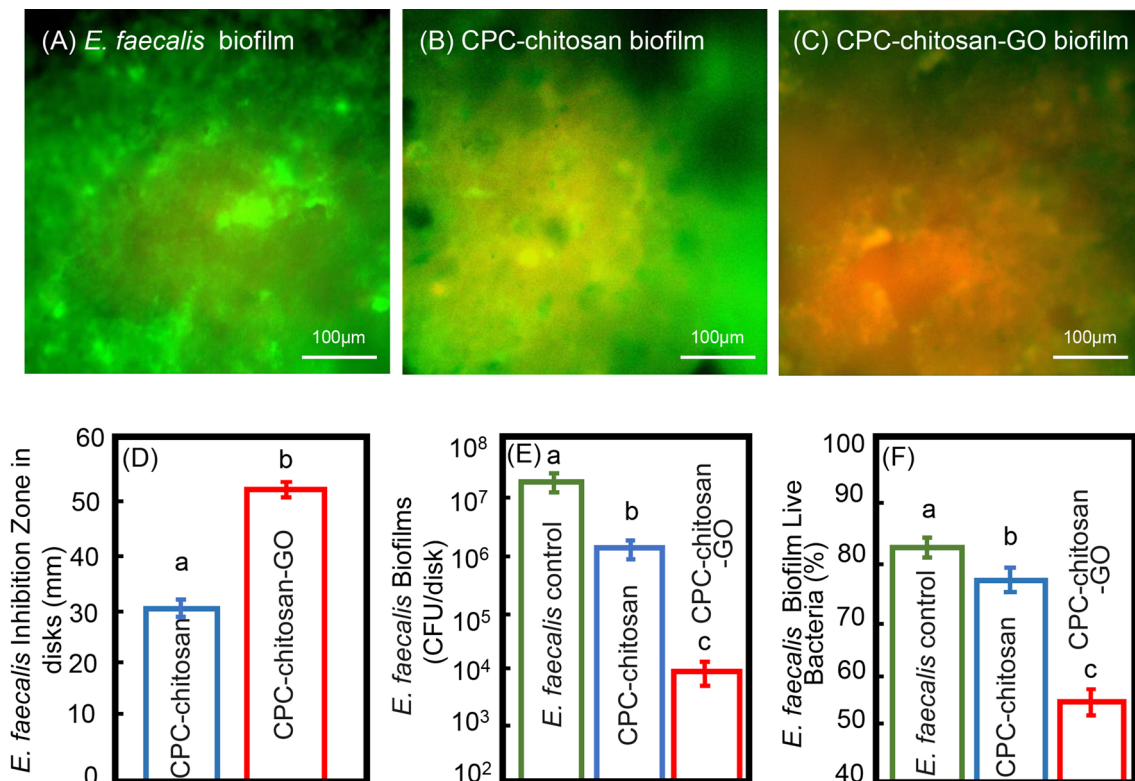 (A) E. faecalis biofilm
(B) CPC-chitosan biofilm
(C) CPC-chitosan-GO biofilm
100μm
100μm
100μm
E. faecalis Inhibition Zone in
disks (mm)
60
50
40
30
20
10
0
(D)
a
b
CPC-chitosan
CPC-chitosan-GO
E. faecalis Biofilms
(CFU/disk)
10⁸
10⁷
10⁶
10⁵
10⁴
10³
10²
(E)
a
b
c
E. faecalis control
CPC-chitosan
CPC-chitosan
-GO
E. faecalis Biofilm Live
Bacteria (%)
100
90
80
70
60
50
40
(F)
a
b
c
E. faecalis control
CPC-chitosan
CPC-chitosan
-GO